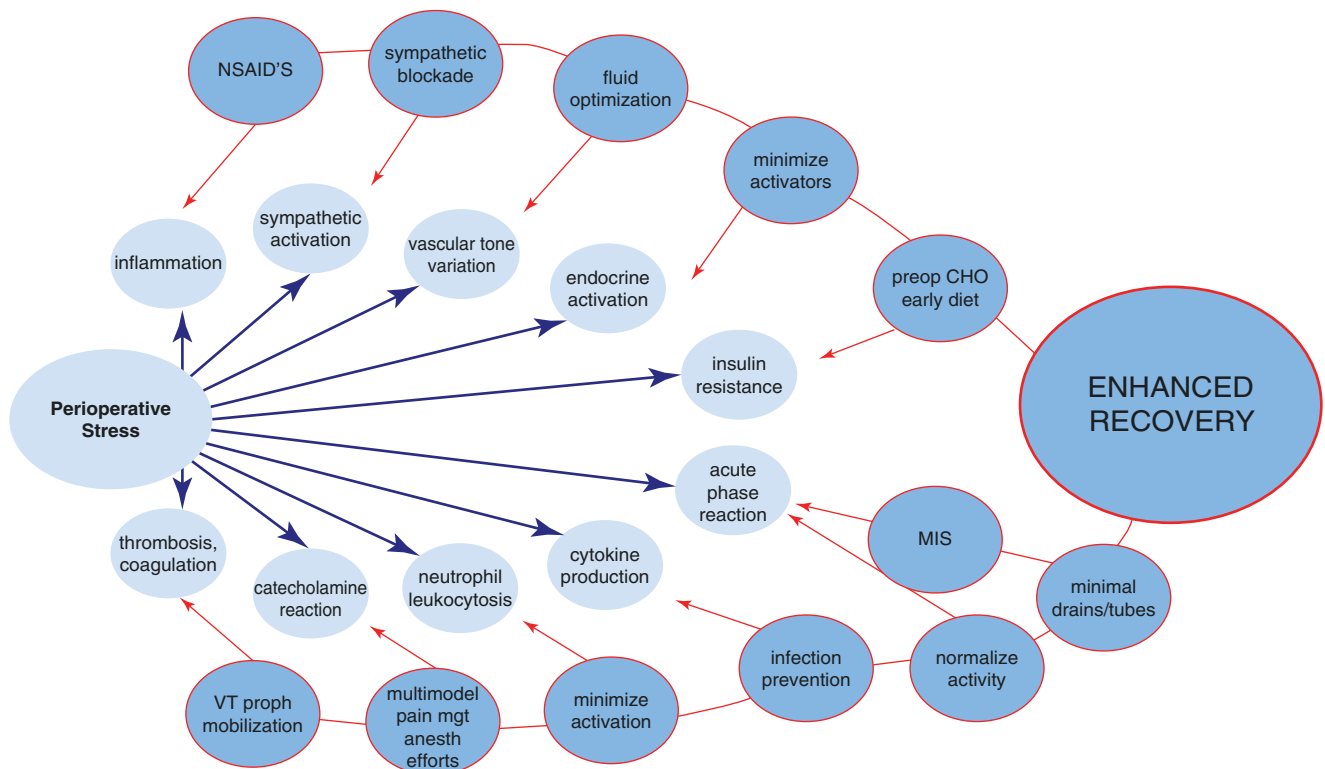 NSAID'S
sympathetic
blockade
fluid
optimization
minimize
activators
preop CHO
early diet
ENHANCED
RECOVERY
inflammation
sympathetic
activation
vascular tone
variation
endocrine
activation
insulin
resistance
Perioperative
Stress
acute
phase
reaction
thrombosis,
coagulation
catecholamine
reaction
neutrophil
leukocytosis
cytokine
production
MIS
minimal
drains/tubes
VT proph
mobilization
multimodel
pain mgt
anesth
efforts
minimize
activation
infection
prevention
normalize
activity